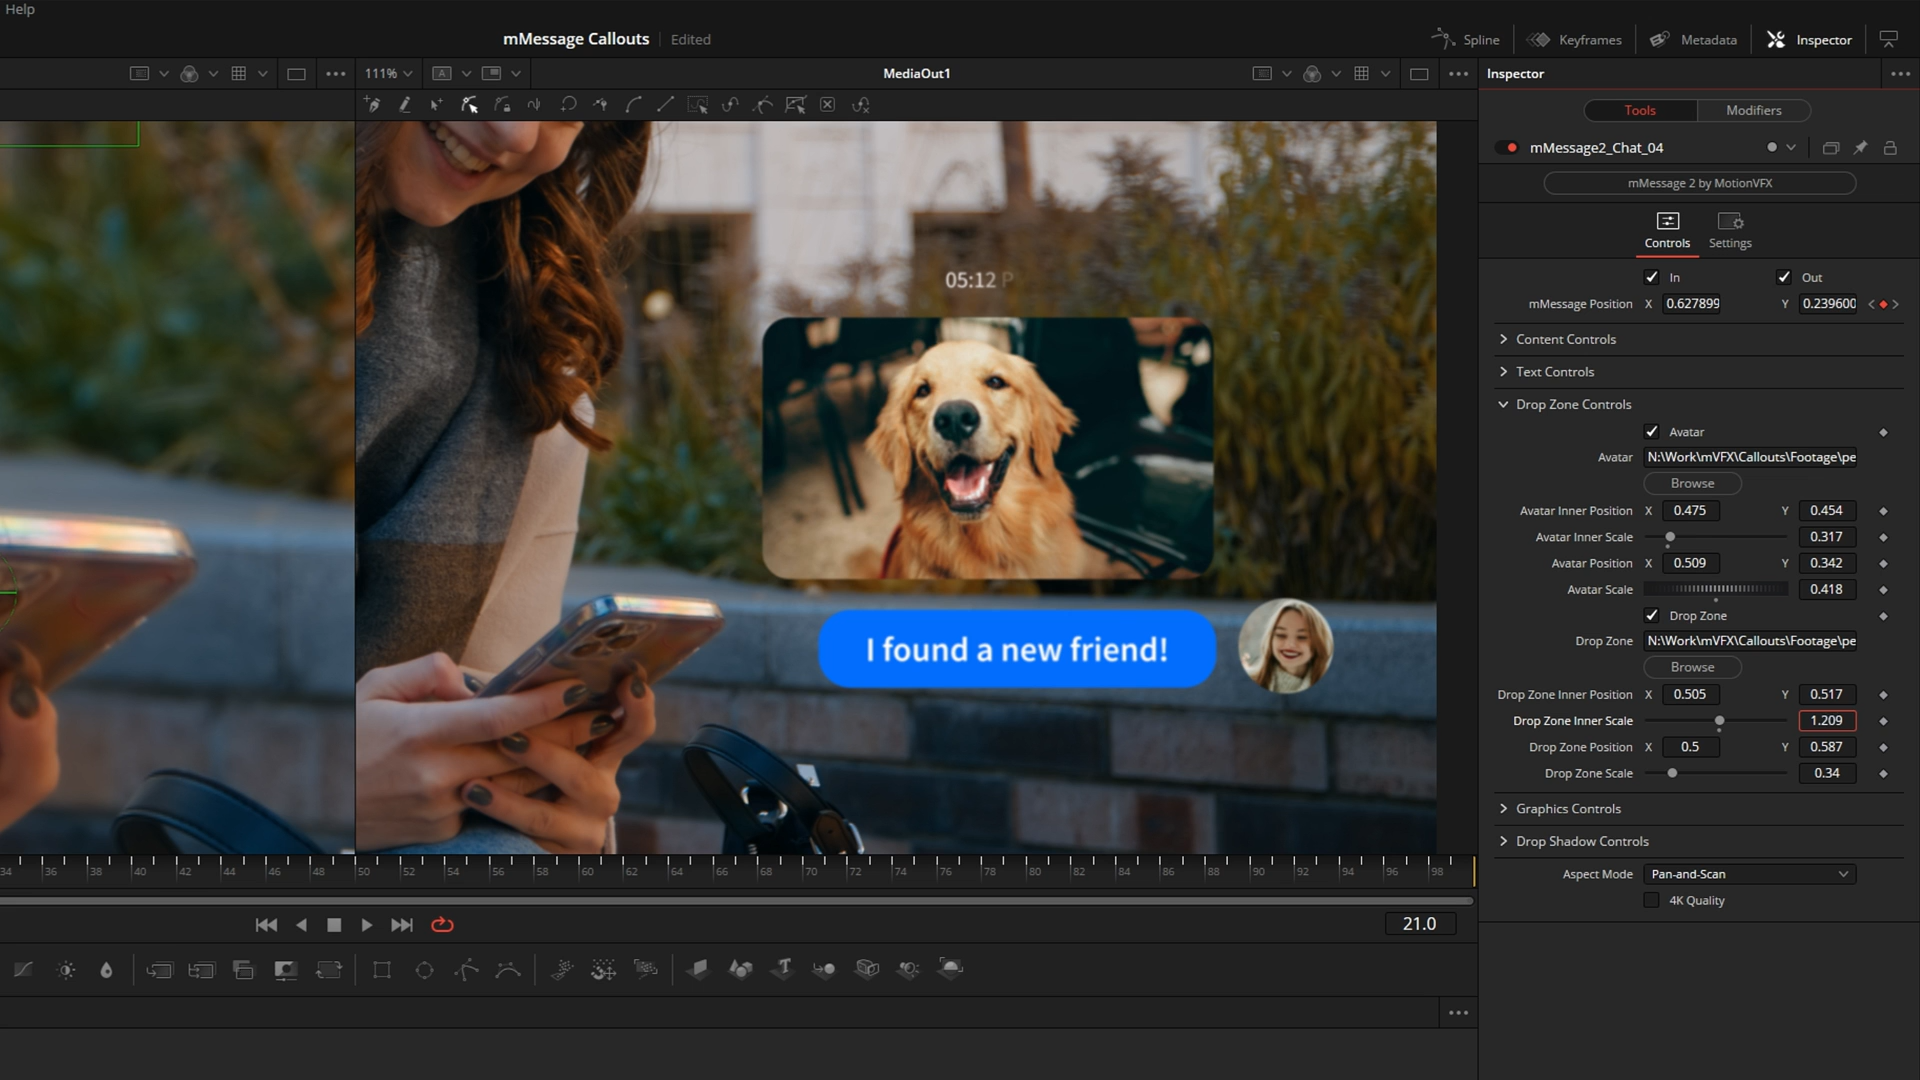 Help
mMessage Callouts
Edited
Spline
Keyframes
Metadata
Inspector
111%
A
MediaOut1
Inspector
Tools
Modifiers
mMessage2_Chat_04
mMessage 2 by MotionVFX
Controls
Settings
In
Out
mMessage Position X 0.627899 Y 0.239600
Content Controls
Text Controls
Drop Zone Controls
Avatar
Avatar N:\Work\mVFX\Callouts\Footage\pe
Browse
Avatar Inner Position X 0.475 Y 0.454
Avatar Inner Scale 0.317
Avatar Position X 0.509 Y 0.342
Avatar Scale 0.418
Drop Zone
Drop Zone N:\Work\mVFX\Callouts\Footage\pe
Browse
Drop Zone Inner Position X 0.505 Y 0.517
Drop Zone Inner Scale 1.209
Drop Zone Position X 0.5 Y 0.587
Drop Zone Scale 0.34
Graphics Controls
Drop Shadow Controls
Aspect Mode Pan-and-Scan
4K Quality
05:12 P
I found a new friend!
34 36 38 40 42 44 46 48 50 52 54 56 58 60 62 64 66 68 70 72 74 76 78 80 82 84 86 88 90 92 94 96 98
21.0